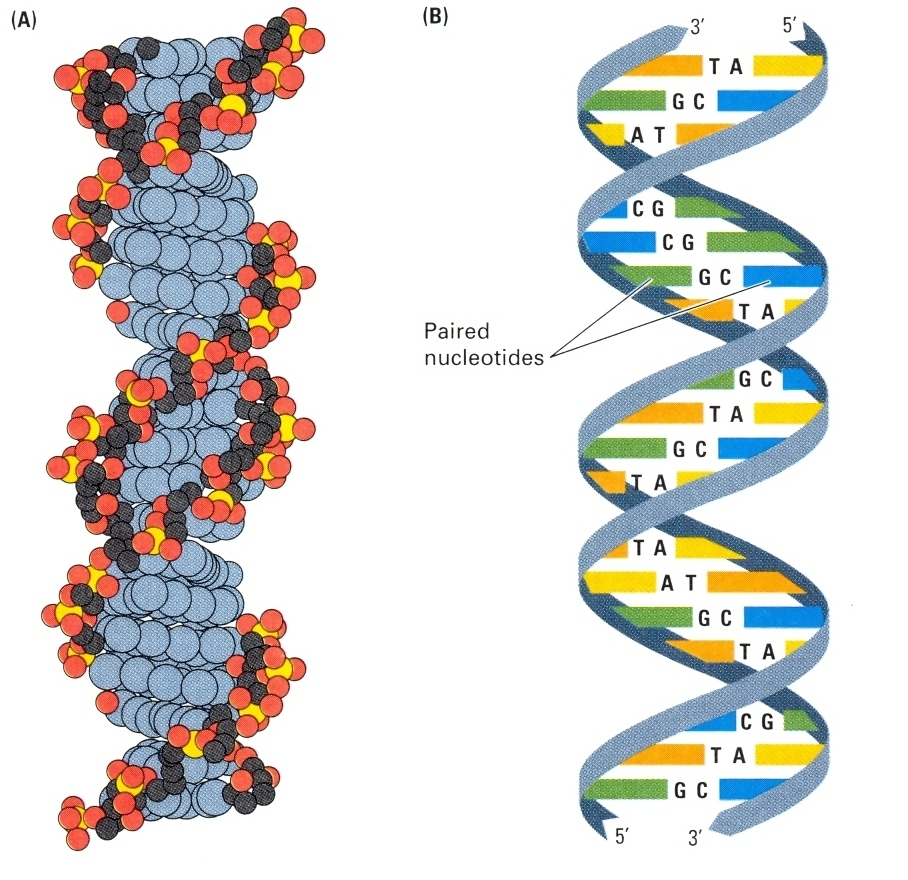 (A)
(B)
3′ 5′
T A
G C
A T
C G
C G
G C
T A
Paired
nucleotides
G C
T A
G C
T A
T A
A T
G C
T A
C G
T A
G C
5′ 3′